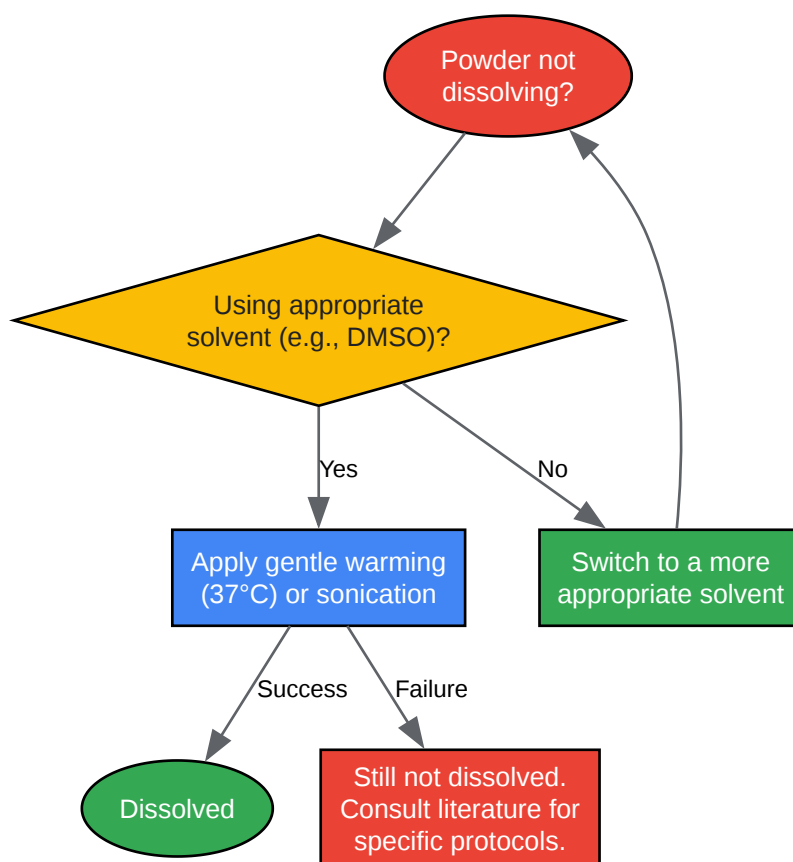 Powder not
dissolving?
Using appropriate
solvent (e.g., DMSO)?
Yes
No
Apply gentle warming
(37°C) or sonication
Switch to a more
appropriate solvent
Success
Failure
Dissolved
Still not dissolved.
Consult literature for
specific protocols.